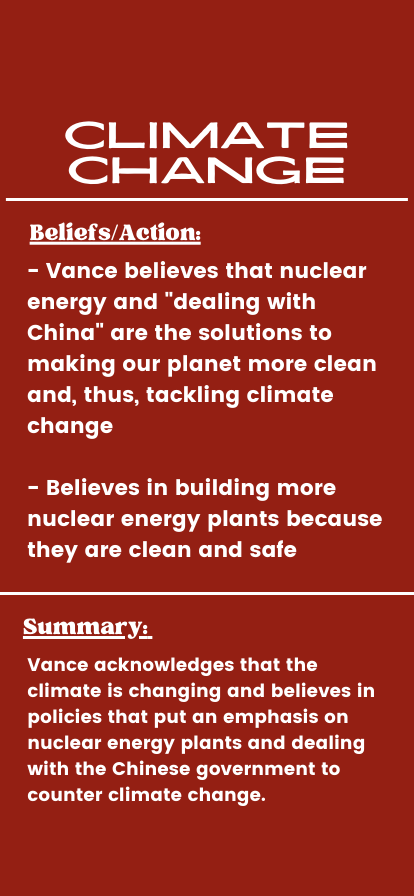 CLIMATE
CHANGE
Beliefs/Action:
- Vance believes that nuclear
energy and "dealing with
China" are the solutions to
making our planet more clean
and, thus, tackling climate
change
- Believes in building more
nuclear energy plants because
they are clean and safe
Summary:
Vance acknowledges that the
climate is changing and believes in
policies that put an emphasis on
nuclear energy plants and dealing
with the Chinese government to
counter climate change.